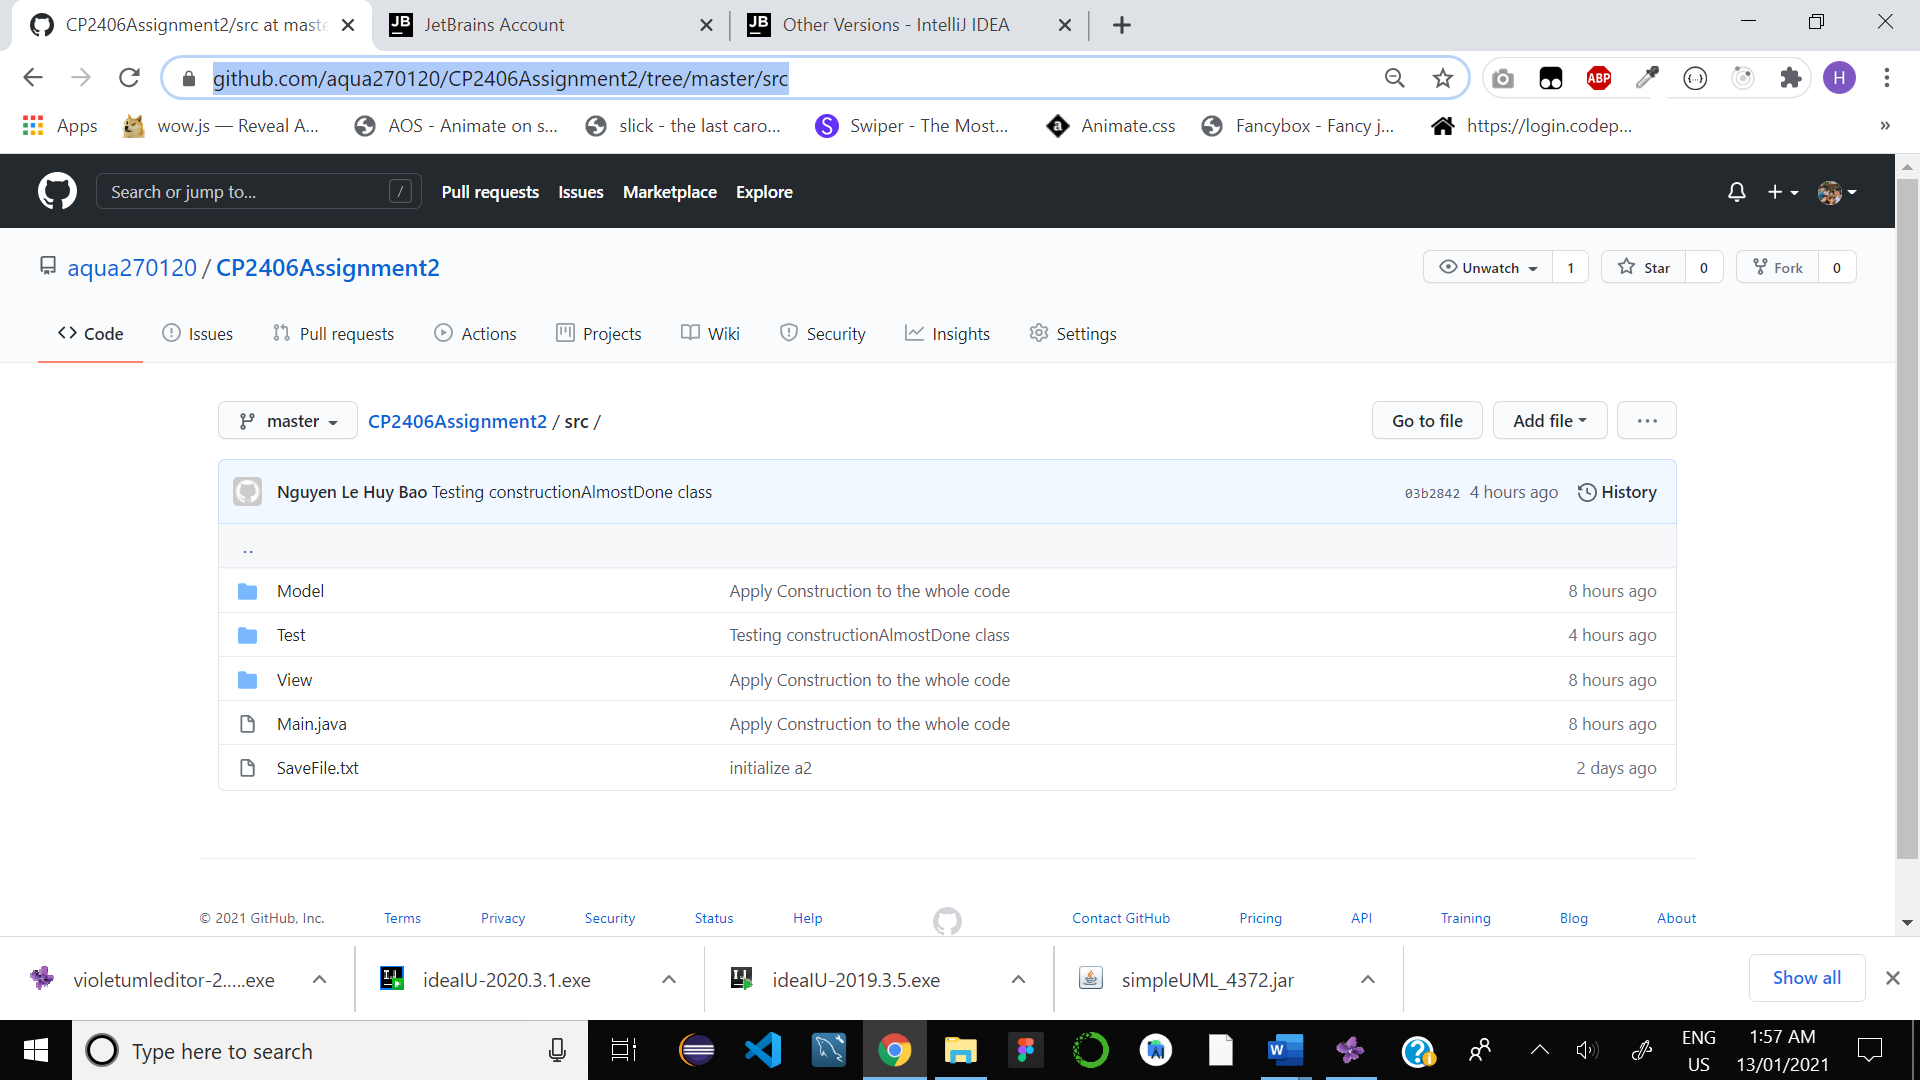 CP2406Assignment2/src at maste
JetBrains Account
Other Versions - IntelliJ IDEA
github.com/aqua270120/CP2406Assignment2/tree/master/src
ABP
H
Apps
wow.js — Reveal A...
AOS - Animate on s...
slick - the last caro...
S
Swiper - The Most...
a
Animate.css
Fancybox - Fancy j...
https://login.codep...
»
Search or jump to...
/
Pull requests
Issues
Marketplace
Explore
aqua270120 / CP2406Assignment2
Unwatch 1
Star 0
Fork 0
Code
Issues
Pull requests
Actions
Projects
Wiki
Security
Insights
Settings
master
CP2406Assignment2 / src /
Go to file
Add file
...
Nguyen Le Huy Bao Testing constructionAlmostDone class
03b2842 4 hours ago
History
..
Model Apply Construction to the whole code 8 hours ago
Test Testing constructionAlmostDone class 4 hours ago
View Apply Construction to the whole code 8 hours ago
Main.java Apply Construction to the whole code 8 hours ago
SaveFile.txt initialize a2 2 days ago
© 2021 GitHub, Inc.
Terms
Privacy
Security
Status
Help
Contact GitHub
Pricing
API
Training
Blog
About
violetumleditor-2.....exe
ideaIU-2020.3.1.exe
ideaIU-2019.3.5.exe
simpleUML_4372.jar
Show all
Type here to search
ENG
US
1:57 AM
13/01/2021